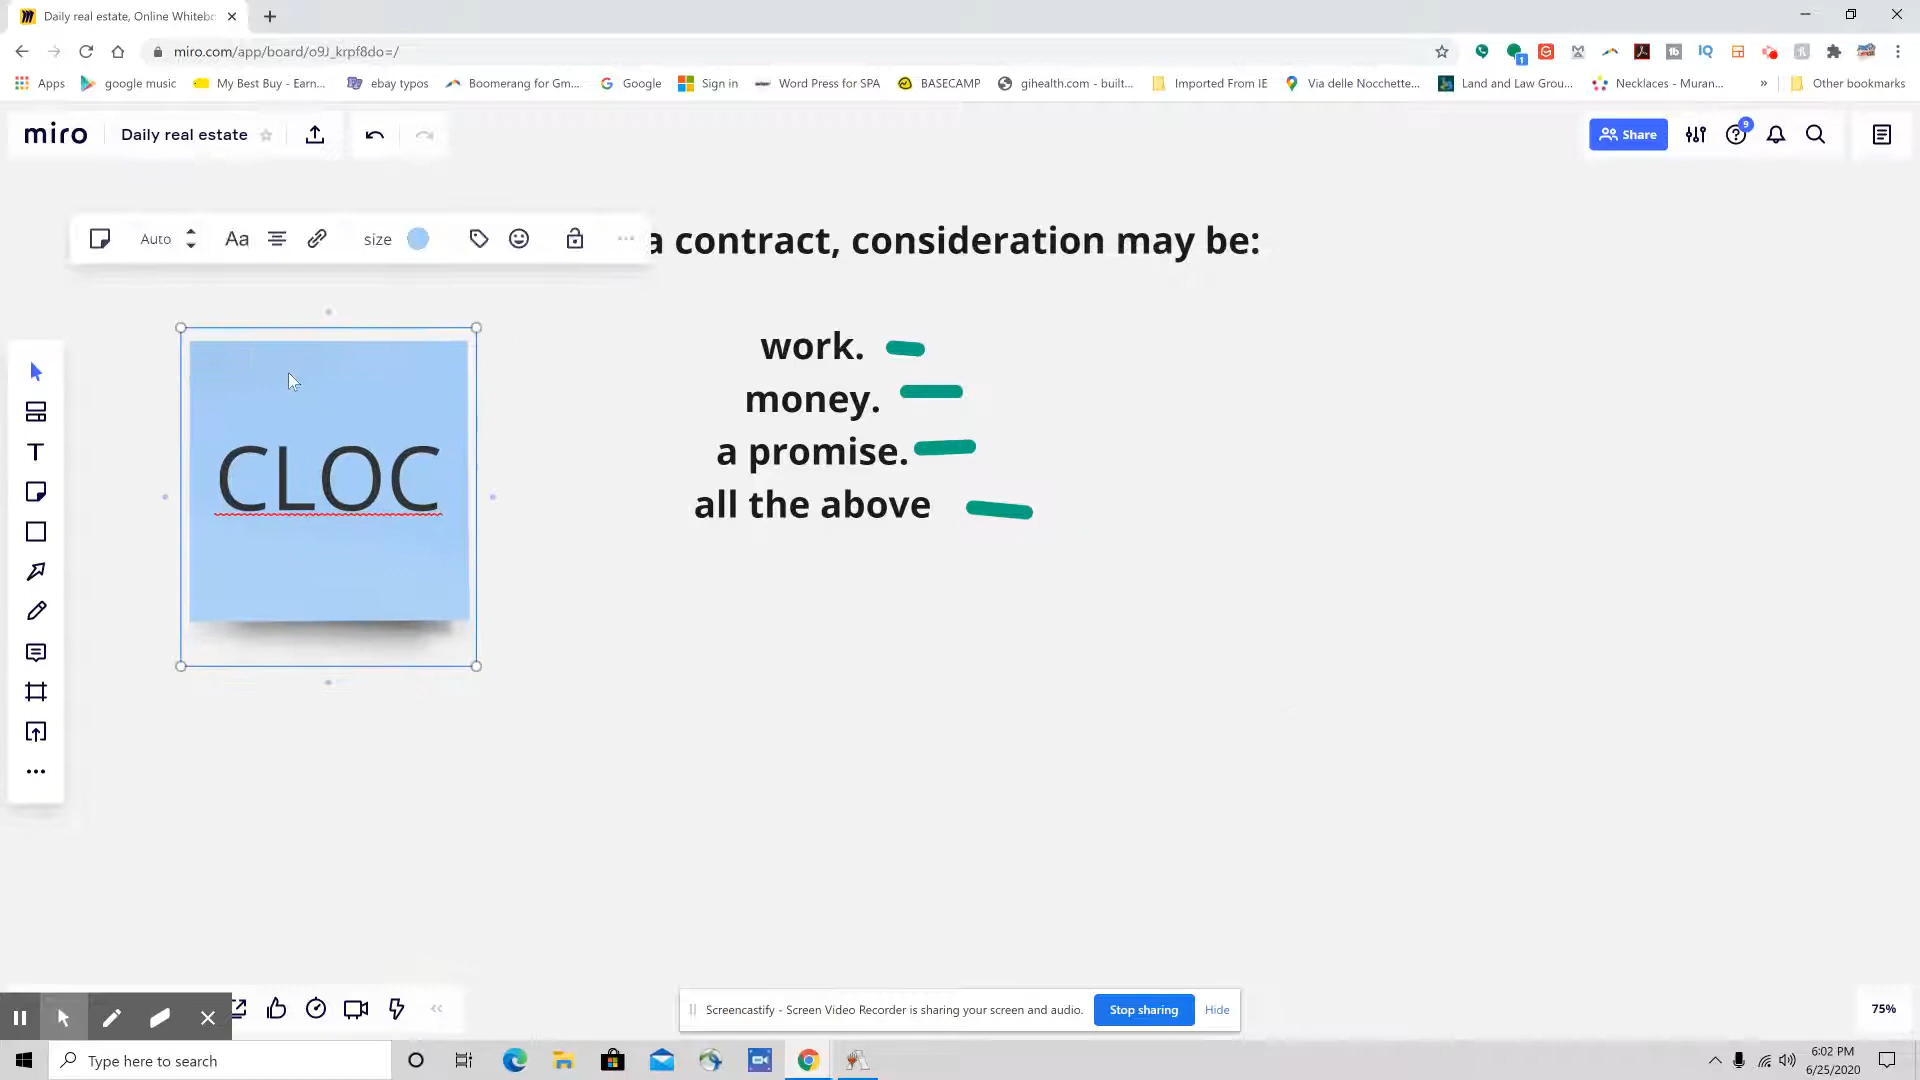 Daily real estate, Online Whitebo
miro.com/app/board/o9J_krpf8do=/
Apps
google music
My Best Buy - Earn...
ebay typos
Boomerang for Gm...
Google
Sign in
Word Press for SPA
BASECAMP
gihealth.com - built...
Imported From IE
Via delle Nocchette...
Land and Law Grou...
Necklaces - Muran...
»
Other bookmarks
miro
Daily real estate
Share
9
Auto
Aa
size
a contract, consideration may be:
work.
money.
a promise.
all the above
CLOC
T
Screencastify - Screen Video Recorder is sharing your screen and audio.
Stop sharing
Hide
75%
Type here to search
6:02 PM
6/25/2020